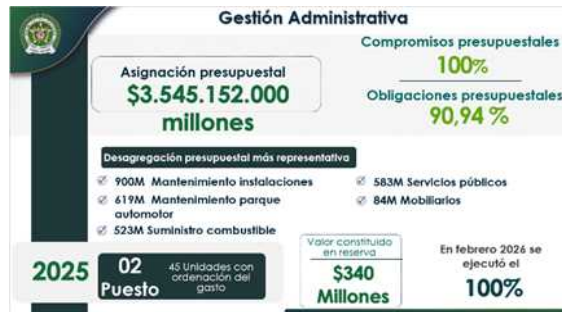 Gestión Administrativa
Asignación presupuestal
$3.545.152.000
millones
Compromisos presupuestales
100%
Obligaciones presupuestales
90,94 %
Desagregación presupuestal más representativa
900M Mantenimiento instalaciones
619M Mantenimiento parque
automotor
523M Suministro combustible
583M Servicios públicos
84M Mobiliarios
2025
02
Puesto
45 Unidades con
ordenación del
gasto
Valor constituido
en reserva
$340
Millones
En febrero 2026 se
ejecutó el
100%